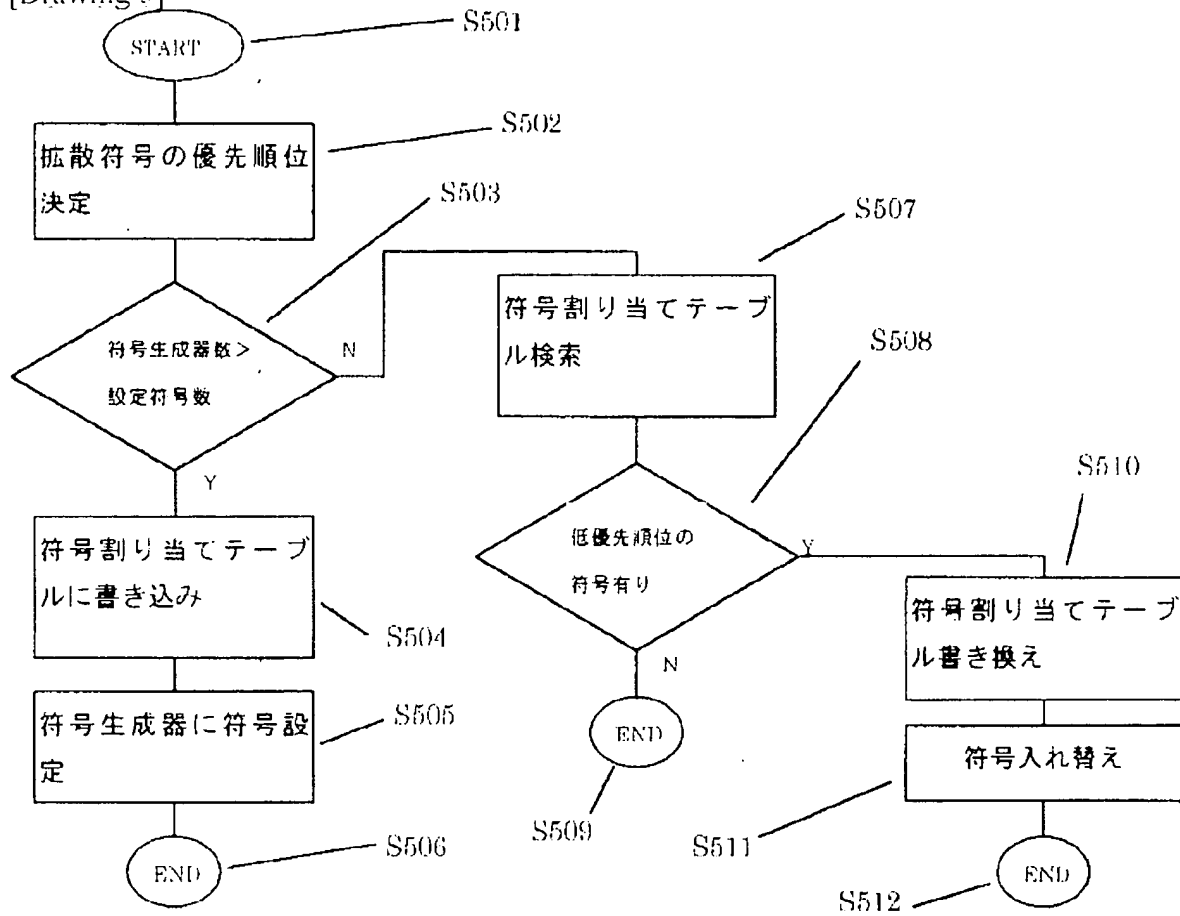 [Drawing 5]
START
S501
拡散符号の優先順位
決定
S502
符号生成器数>
設定符号数
S503
N
Y
符号割り当てテーブ
ルに書き込み
S504
符号生成器に符号設
定
S505
END
S506
符号割り当てテーブ
ル検索
S507
低優先順位の
符号有り
S508
Y
N
END
S509
符号割り当てテーブ
ル書き換え
S510
符号入れ替え
S511
END
S512